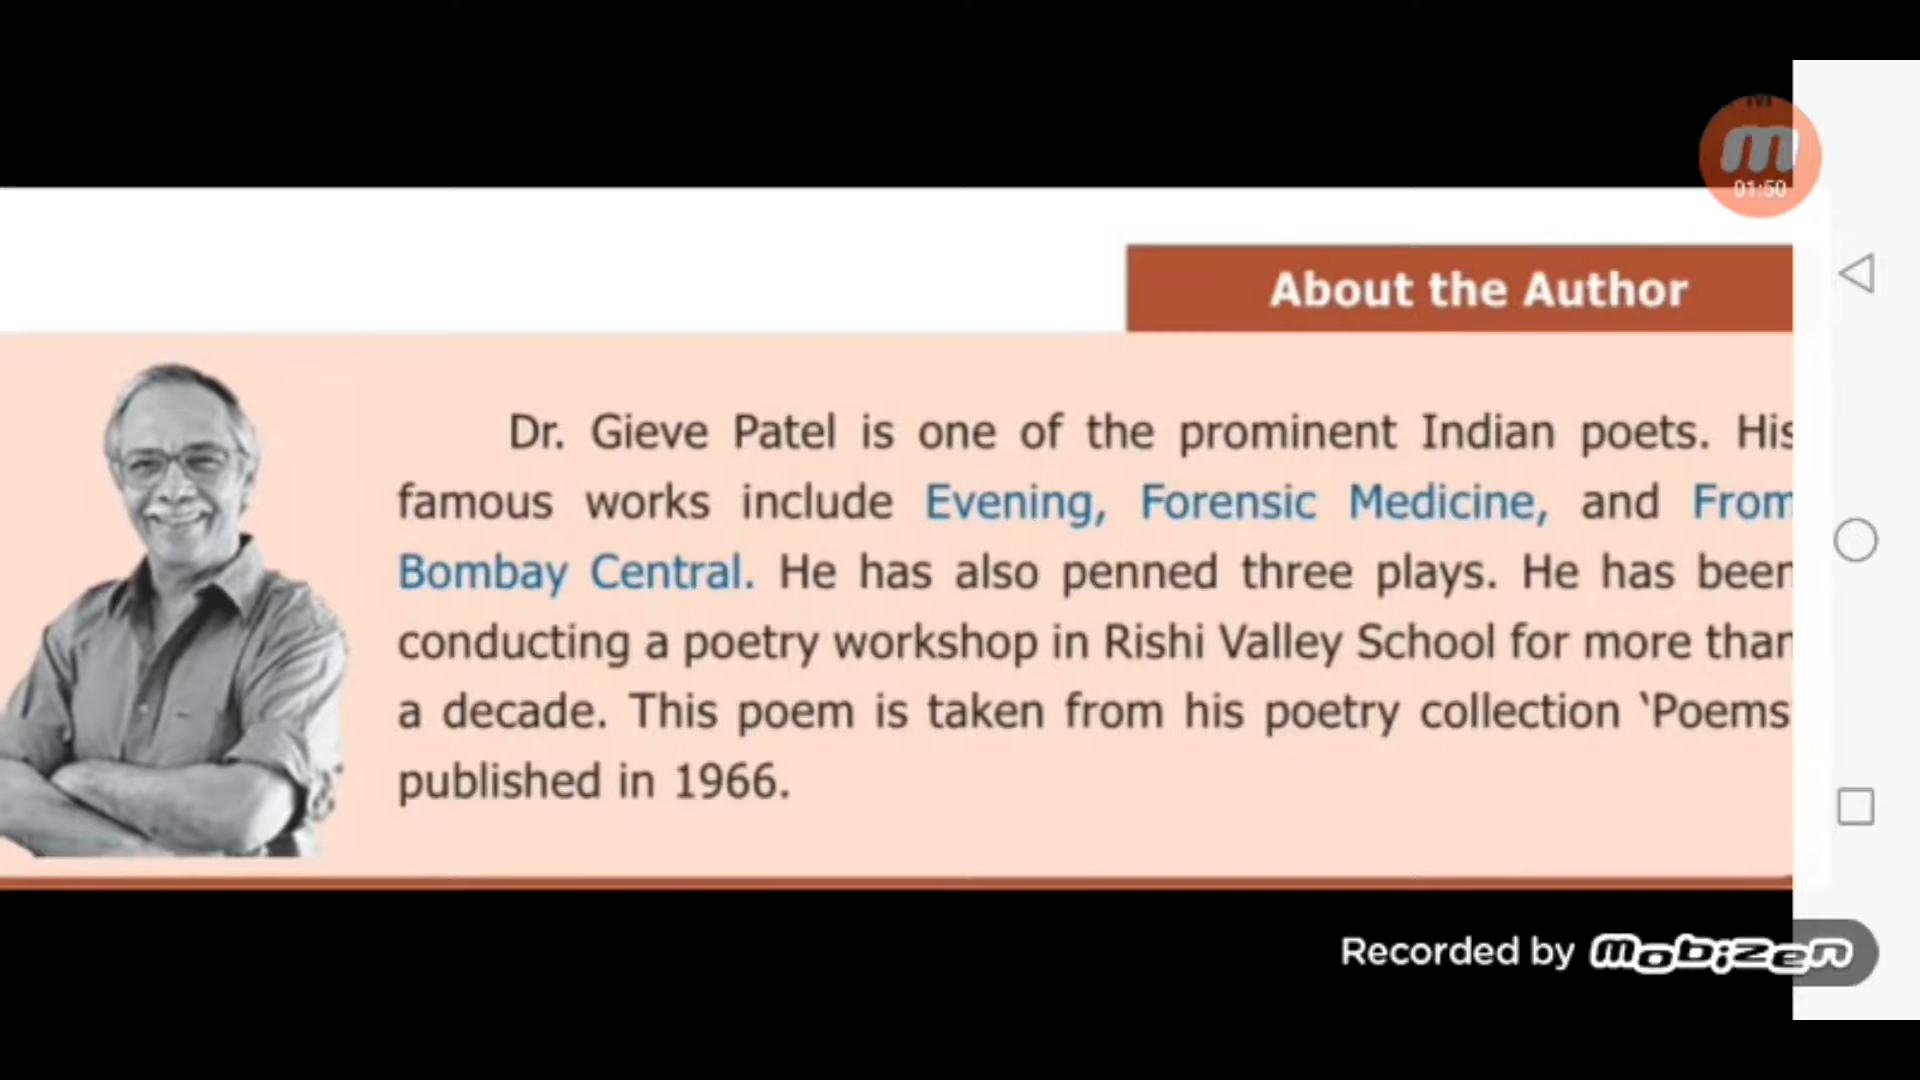 m
01:50
About the Author
Dr. Gieve Patel is one of the prominent Indian poets. His
famous works include Evening, Forensic Medicine, and From
Bombay Central. He has also penned three plays. He has been
conducting a poetry workshop in Rishi Valley School for more than
a decade. This poem is taken from his poetry collection ‘Poems
published in 1966.
Recorded by mobizen